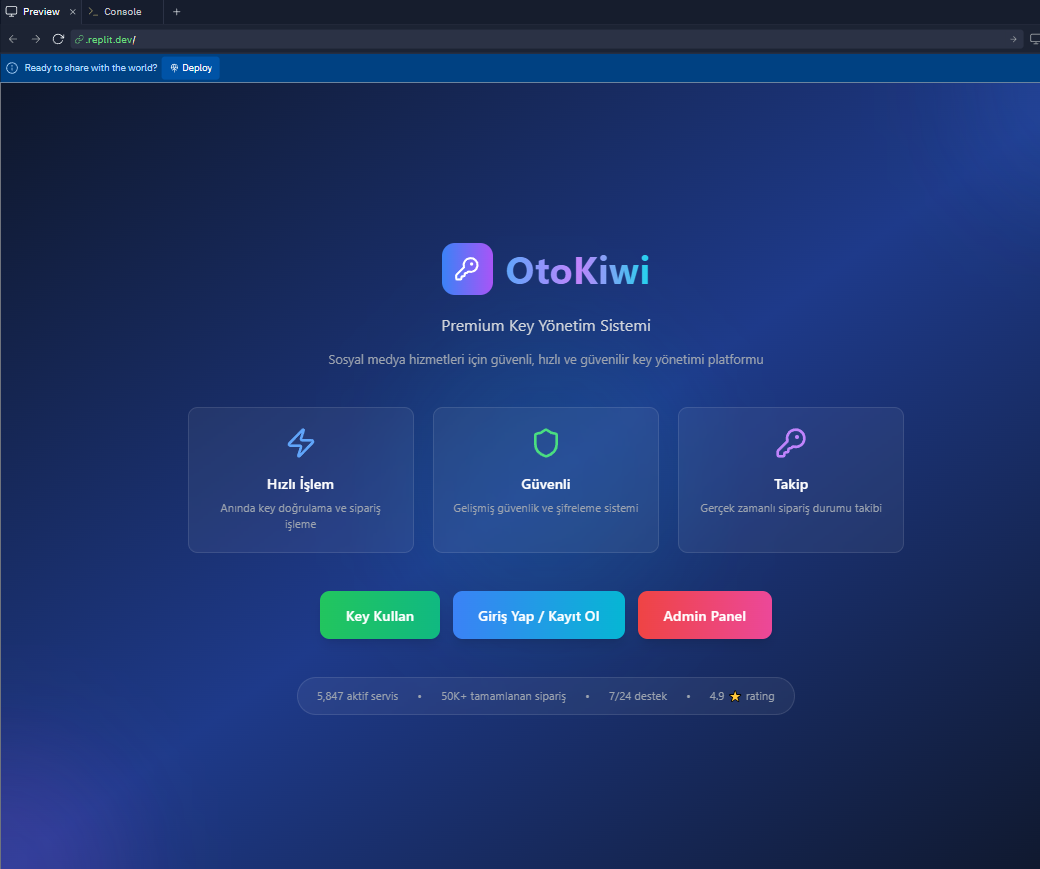 Preview
Console
.replit.dev/
Ready to share with the world?
Deploy
OtoKiwi
Premium Key Yönetim Sistemi
Sosyal medya hizmetleri için güvenli, hızlı ve güvenilir key yönetimi platformu
Hızlı İşlem
Anında key doğrulama ve sipariş
işleme
Güvenli
Gelişmiş güvenlik ve şifreleme sistemi
Takip
Gerçek zamanlı sipariş durumu takibi
Key Kullan
Giriş Yap / Kayıt Ol
Admin Panel
5,847 aktif servis • 50K+ tamamlanan sipariş • 7/24 destek • 4.9 ⭐ rating